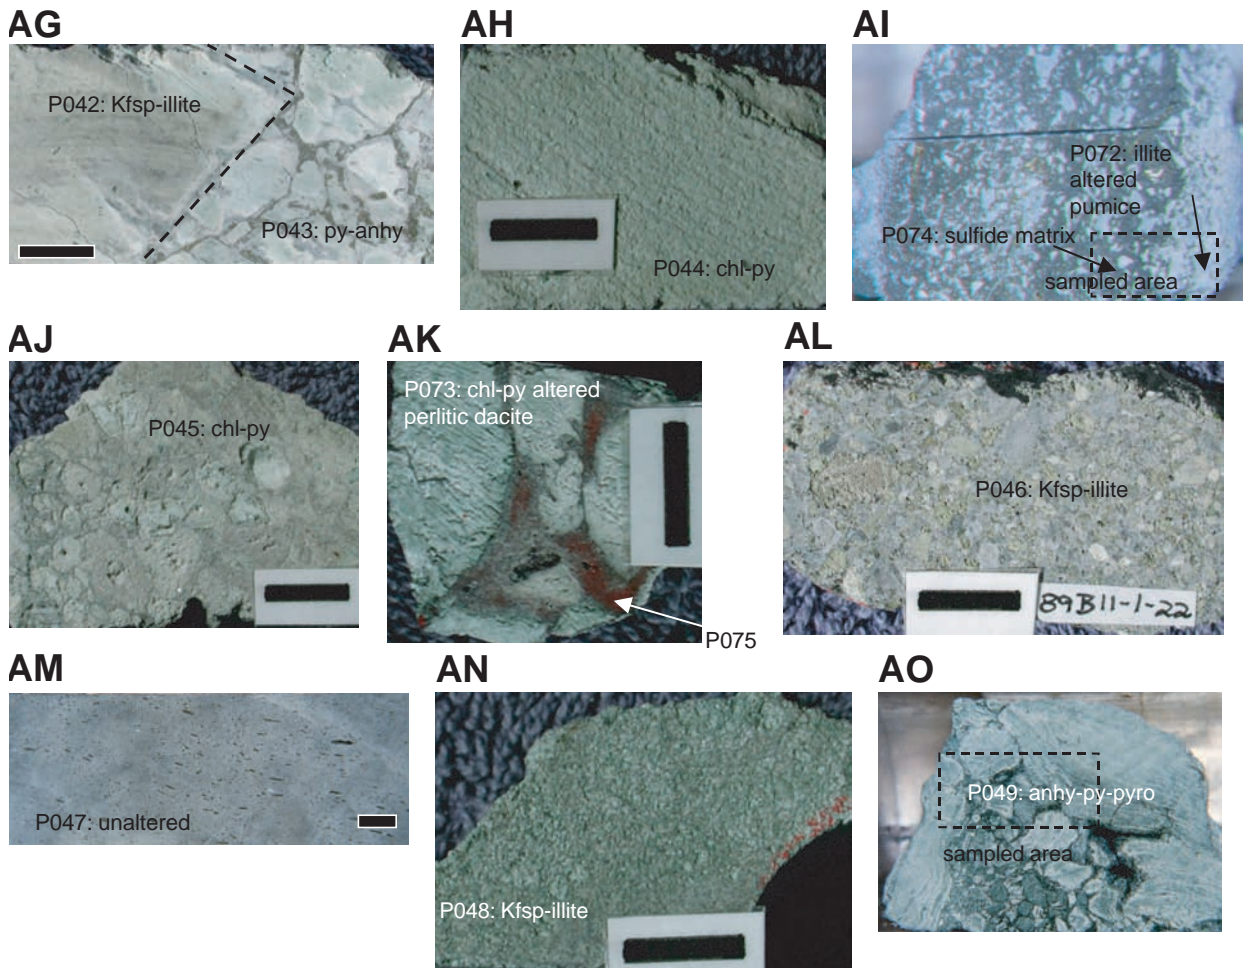 AG
AH
AI
P042: Kfsp-illite
P043: py-anhy
P044: chl-py
P072: illite
altered
pumice
P074: sulfide matrix
sampled area
AJ
AK
AL
P045: chl-py
P073: chl-py altered
perlitic dacite
P075
P046: Kfsp-illite
89B11-1-22
AM
AN
AO
P047: unaltered
P048: Kfsp-illite
P049: anhy-py-pyro
sampled area